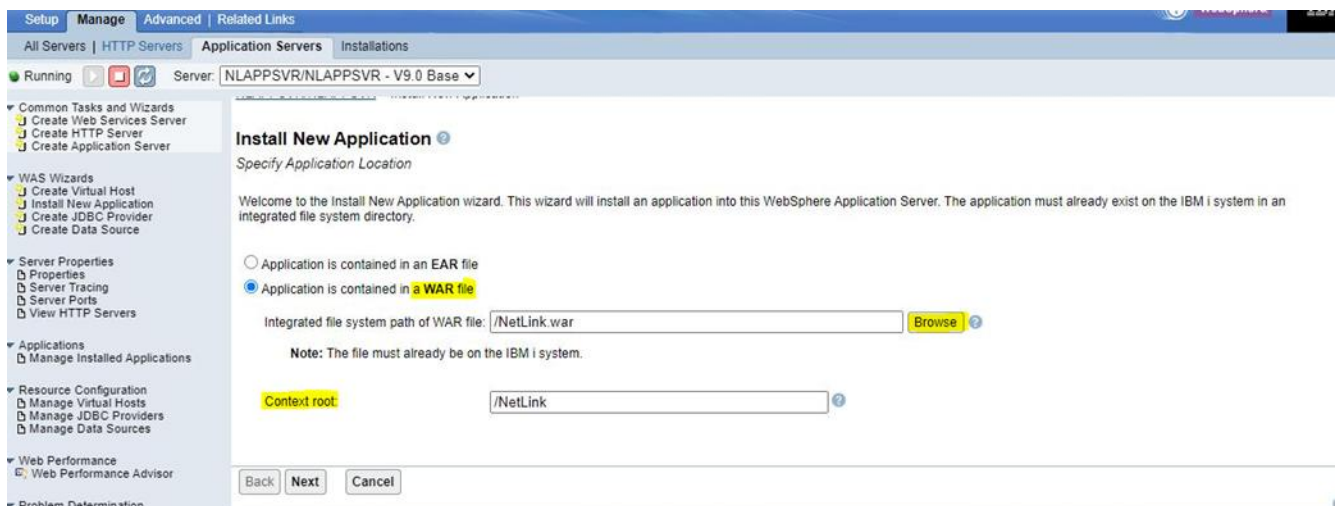 Setup Manage Advanced | Related Links
All Servers | HTTP Servers Application Servers Installations
Running Server: NLAPPSVR/NLAPPSVR - V9.0 Base
Common Tasks and Wizards
Create Web Services Server
Create HTTP Server
Create Application Server
WAS Wizards
Create Virtual Host
Install New Application
Create JDBC Provider
Create Data Source
Server Properties
Properties
Server Tracing
Server Ports
View HTTP Servers
Applications
Manage Installed Applications
Resource Configuration
Manage Virtual Hosts
Manage JDBC Providers
Manage Data Sources
Web Performance
Web Performance Advisor
Problem Determination
Install New Application
Specify Application Location
Welcome to the Install New Application wizard. This wizard will install an application into this WebSphere Application Server. The application must already exist on the IBM i system in an
integrated file system directory.
Application is contained in an EAR file
Application is contained in a WAR file
Integrated file system path of WAR file: /NetLink.war Browse
Note: The file must already be on the IBM i system.
Context root: /NetLink
Back Next Cancel